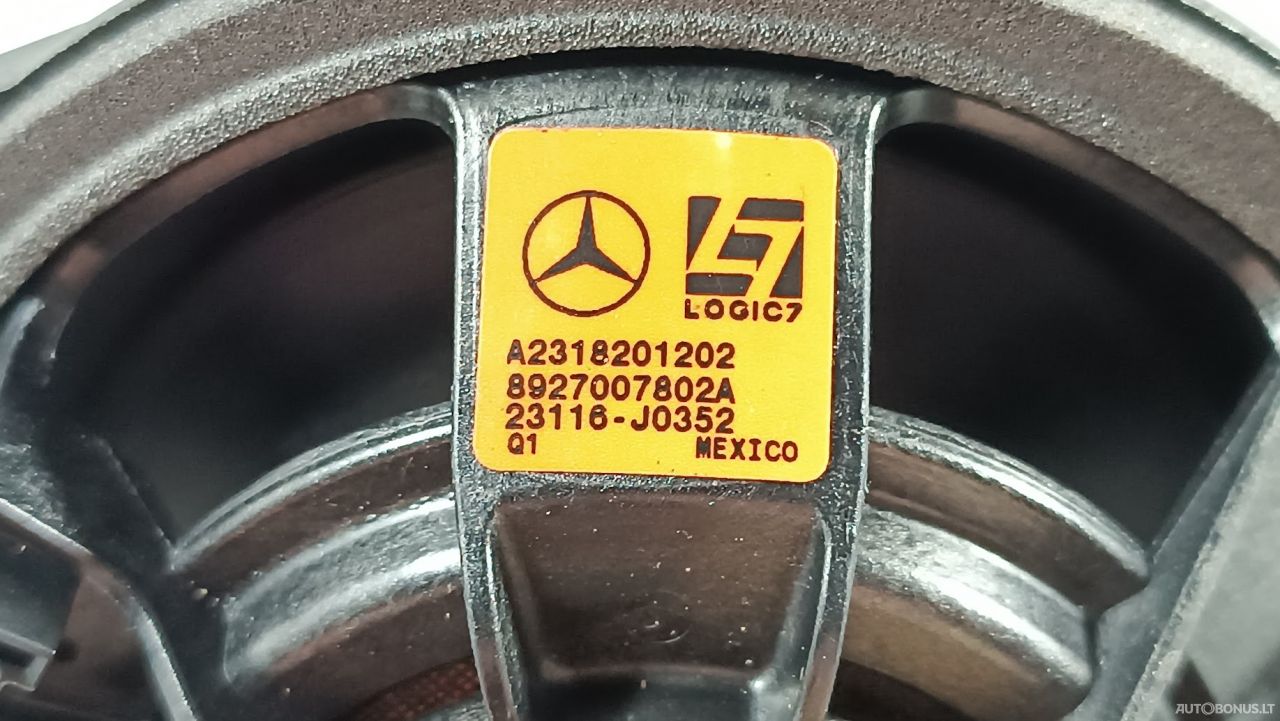 L7
LOGIC7
A2318201202
8927007802A
23116-J0352
Q1 MEXICO
AUTOBONUS.LT